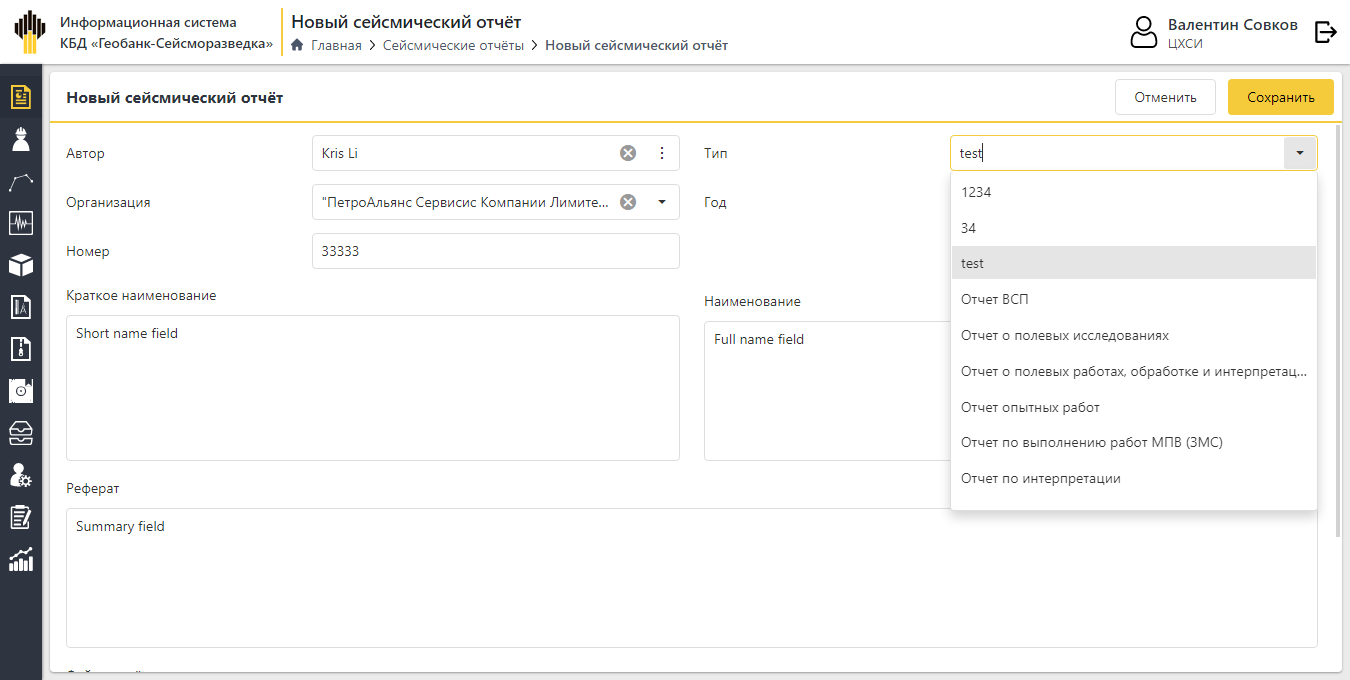 Информационная система
КБД «Геобанк-Сейсморазведка»
Новый сейсмический отчёт
Главная > Сейсмические отчёты > Новый сейсмический отчёт
Валентин Совков
ЦХСИ
Новый сейсмический отчёт
Отменить
Сохранить
Автор
Kris Li
Тип
test
Организация
"ПетроАльянс Сервисис Компании Лимите...
Год
Номер
33333
1234
34
test
Отчет ВСП
Отчет о полевых исследованиях
Отчет о полевых работах, обработке и интерпретац...
Отчет опытных работ
Отчет по выполнению работ МПВ (ЗМС)
Отчет по интерпретации
Краткое наименование
Short name field
Наименование
Full name field
Реферат
Summary field